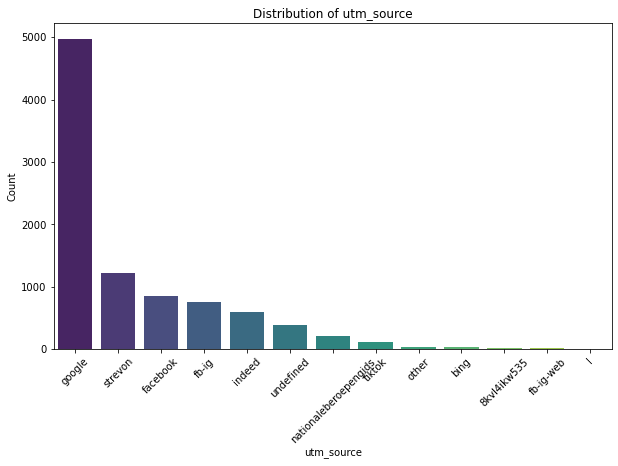 Distribution of utm_source
Count
5000
4000
3000
2000
1000
0
google
strevon
facebook
fb-ig
indeed
undefined
nationaleberoepengids
tiktok
other
bing
8kvl4ikw535
fb-ig-web
l
utm_source